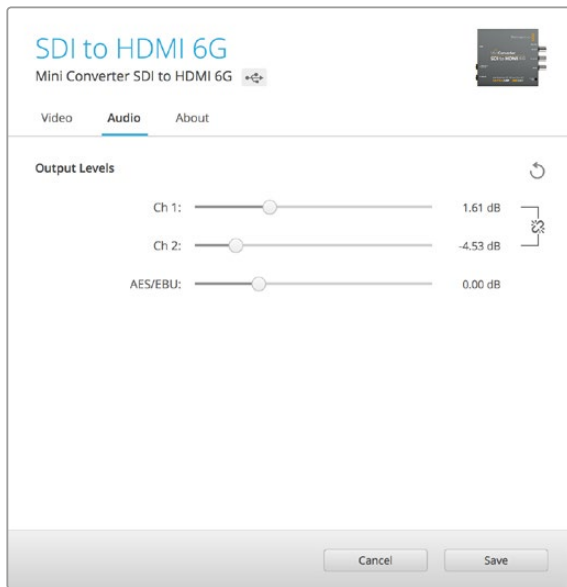 SDI to HDMI 6G
Mini Converter SDI to HDMI 6G
Video Audio About
Output Levels
Ch 1: 1.61 dB
Ch 2: -4.53 dB
AES/EBU: 0.00 dB
Cancel Save